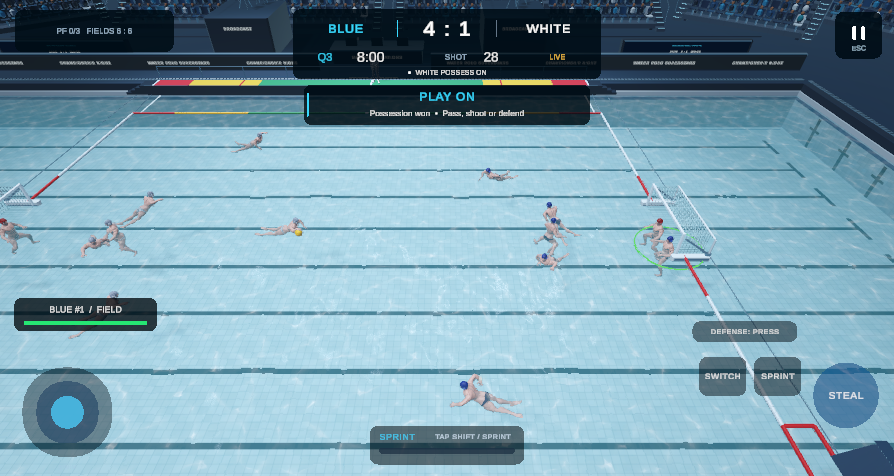 PF 0/3 FIELDS 6 : 6
BLUE
4 : 1
WHITE
Q3
8:00
SHOT
28
LIVE
• WHITE POSSESSION
PLAY ON
Possession won • Pass, shoot or defend
ESC
BLUE #1 / FIELD
DEFENSE: PRESS
SWITCH
SPRINT
STEAL
SPRINT
TAP SHIFT / SPRINT